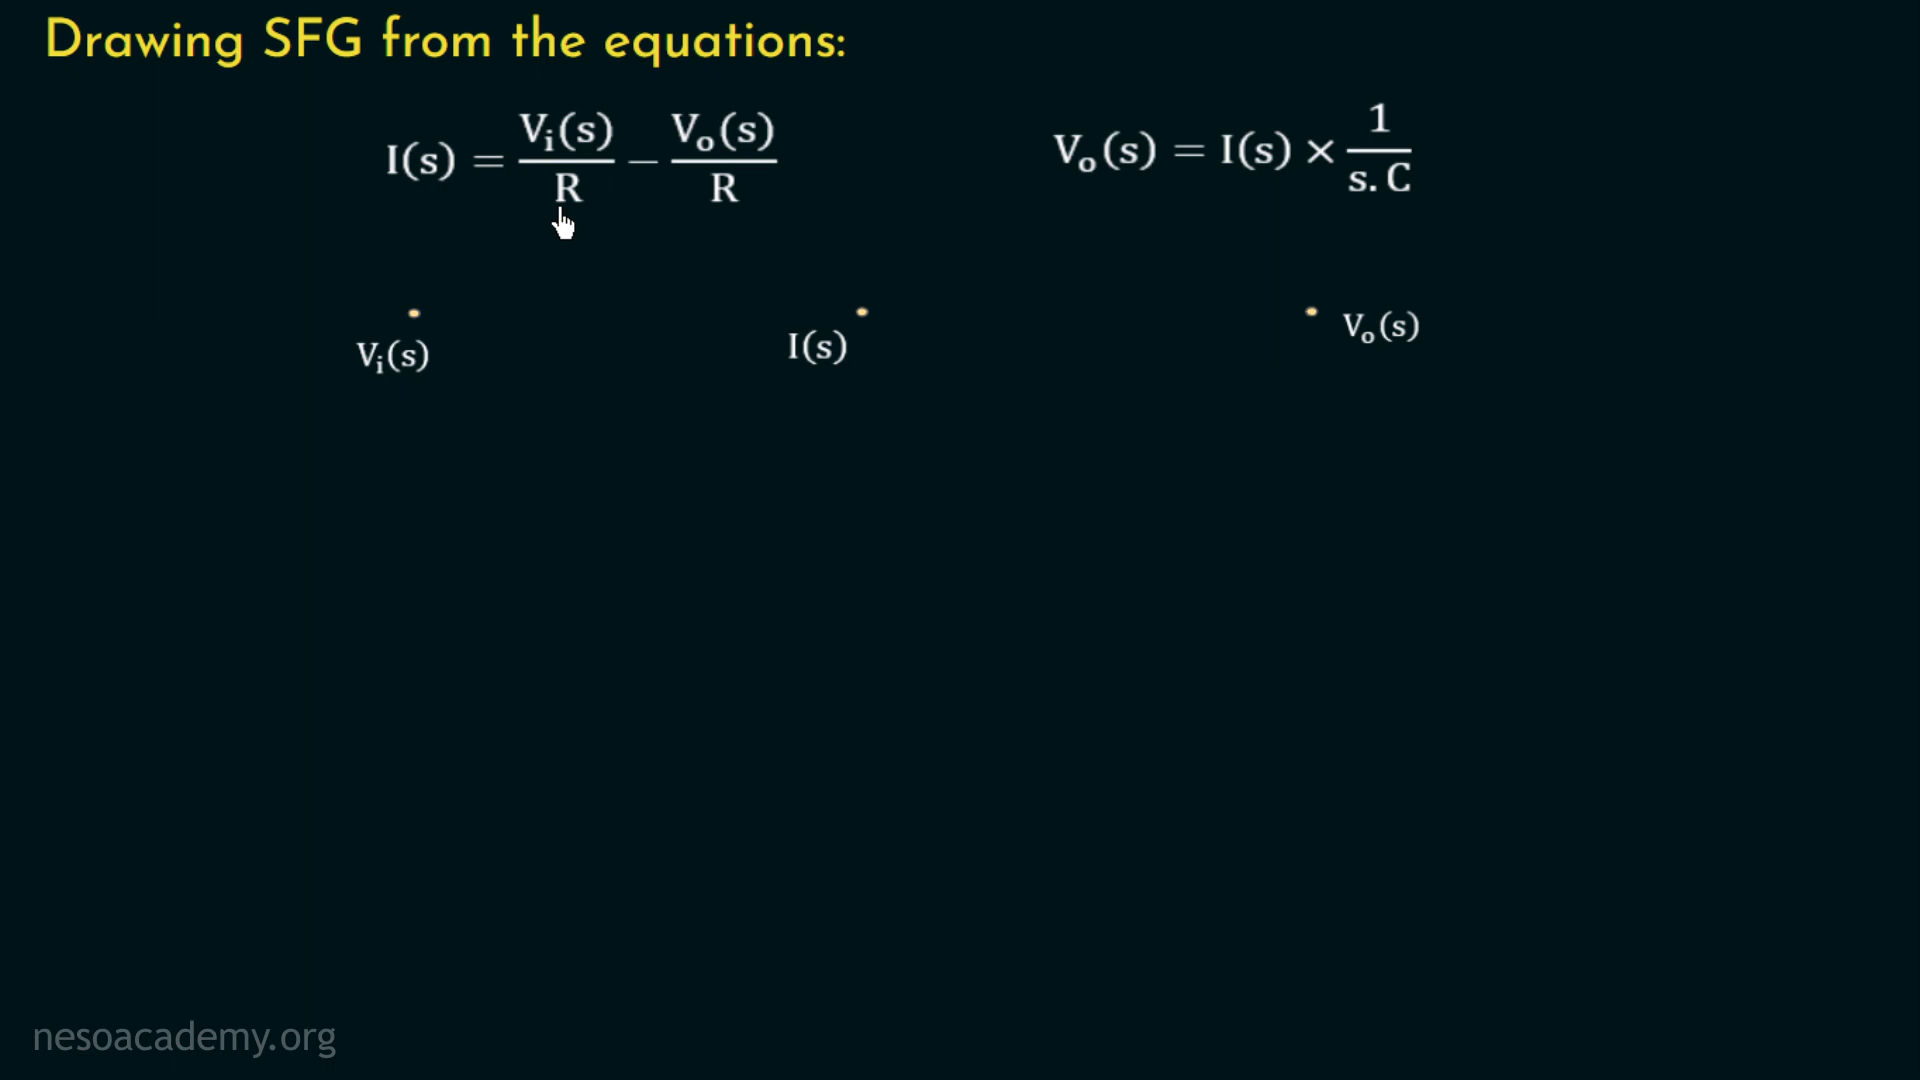 Drawing SFG from the equations:
I(s) = Vᵢ(s)/R − Vₒ(s)/R
Vₒ(s) = I(s) × 1/s. C
Vᵢ(s)
I(s)
Vₒ(s)
nesoacademy.org